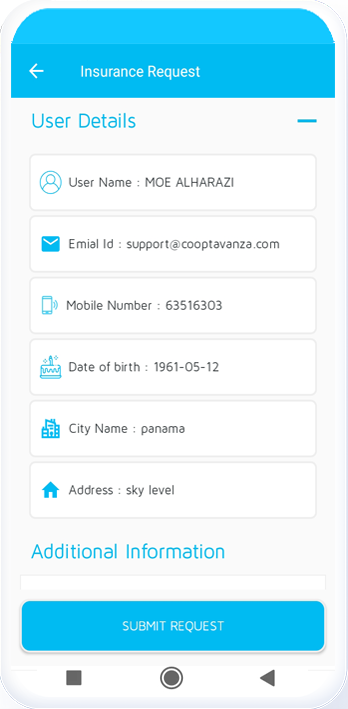 Insurance Request
User Details
User Name : MOE ALHARAZI
Emial Id : support@cooptavanza.com
Mobile Number : 63516303
Date of birth : 1961-05-12
City Name : panama
Address : sky level
Additional Information
SUBMIT REQUEST